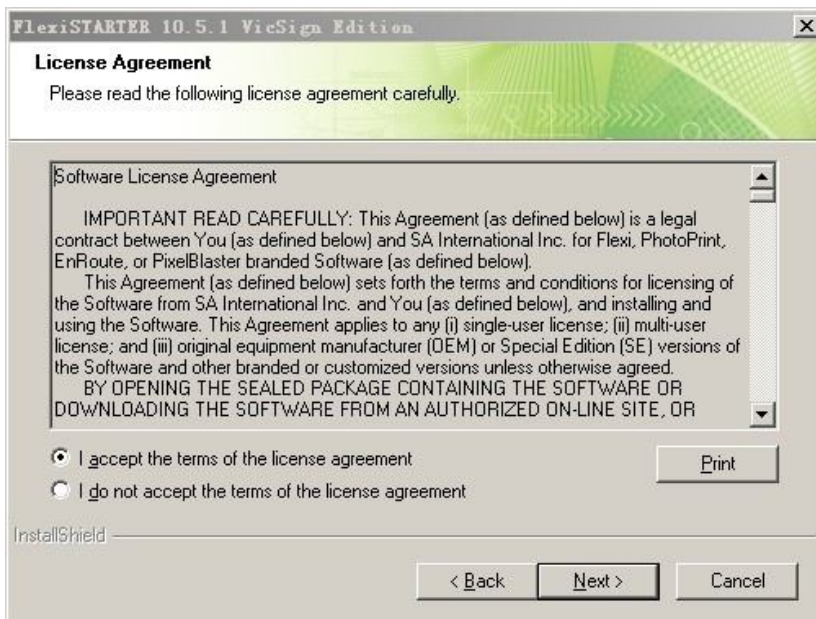 FlexiSTARTER 10.5.1 VicSign Edition
License Agreement
Please read the following license agreement carefully.
Software License Agreement
IMPORTANT READ CAREFULLY: This Agreement (as defined below) is a legal
contract between You (as defined below) and SA International Inc. for Flexi, PhotoPrint,
EnRoute, or PixelBlaster branded Software (as defined below).
This Agreement (as defined below) sets forth the terms and conditions for licensing of
the Software from SA International Inc. and You (as defined below), and installing and
using the Software. This Agreement applies to any (i) single-user license; (ii) multi-user
license; and (iii) original equipment manufacturer (OEM) or Special Edition (SE) versions of
the Software and other branded or customized versions unless otherwise agreed.
BY OPENING THE SEALED PACKAGE CONTAINING THE SOFTWARE OR
DOWNLOADING THE SOFTWARE FROM AN AUTHORIZED ON-LINE SITE, OR
I accept the terms of the license agreement
Print
I do not accept the terms of the license agreement
InstallShield
< Back
Next >
Cancel